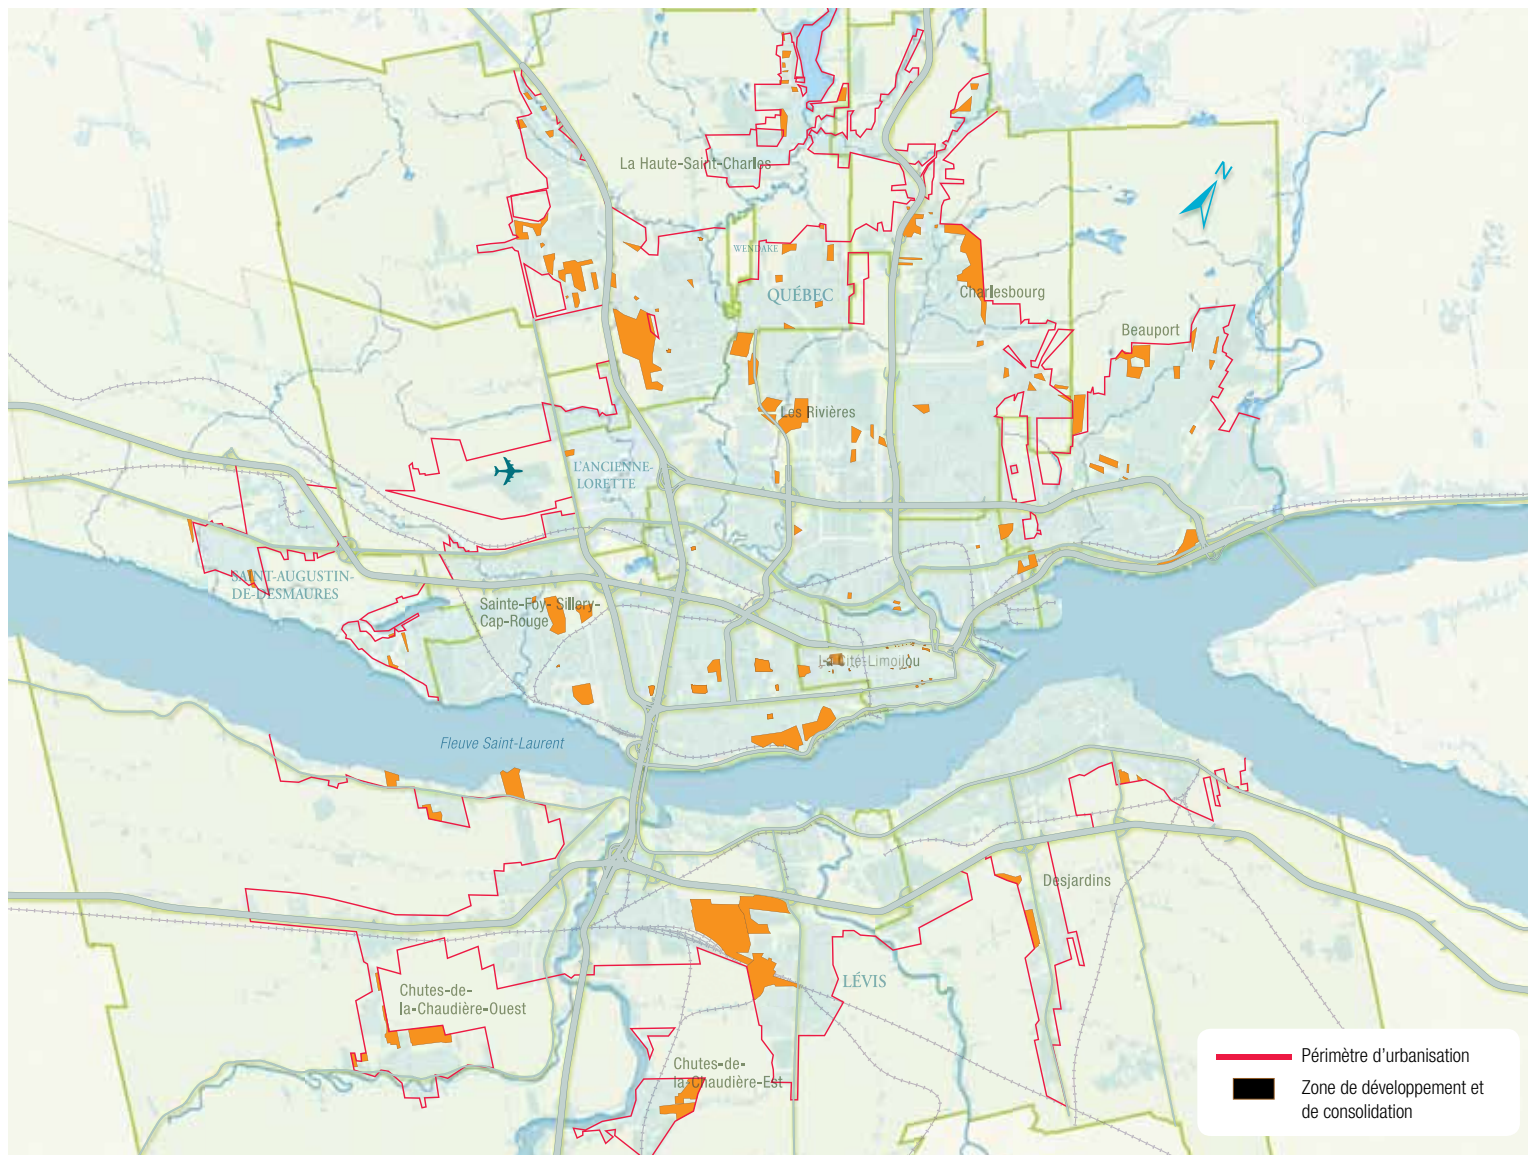 N
La Haute-Saint-Charles
WENDAKE
QUÉBEC
Charlesbourg
Beauport
Les Rivières
L'ANCIENNE-
LORETTE
SAINT-AUGUSTIN-
DE-DESMAURES
Sainte-Foy- Sillery-
Cap-Rouge
La Cité-Limoilou
Fleuve Saint-Laurent
Desjardins
LÉVIS
Chutes-de-
la-Chaudière-Ouest
Chutes-de-
la-Chaudière-Est
Périmètre d'urbanisation
Zone de développement et
de consolidation